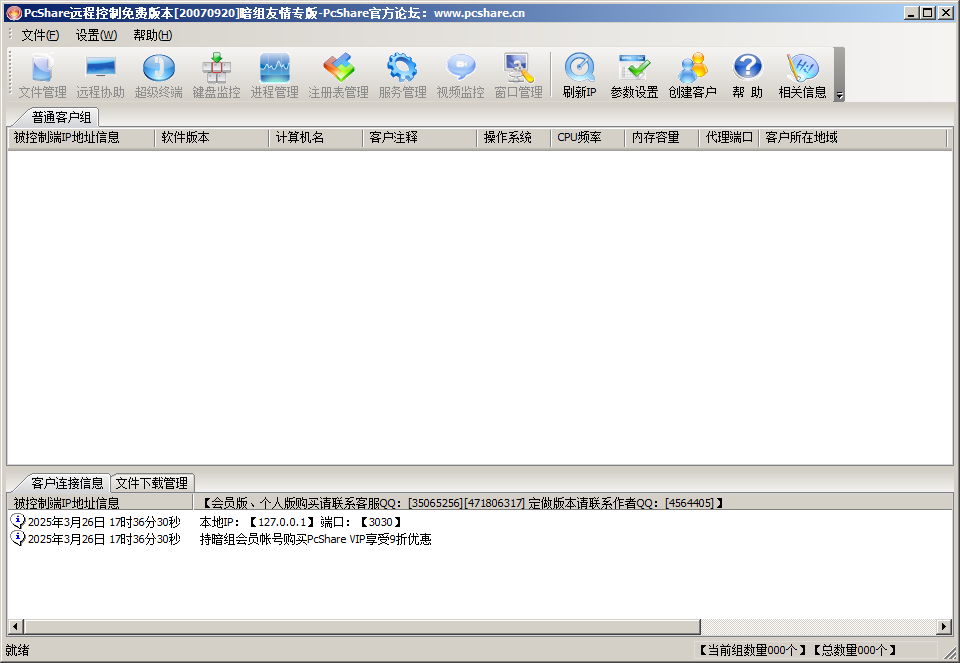 PcShare远程控制免费版本[20070920]暗组友情专版-PcShare官方论坛：www.pcshare.cn
文件(F) 设置(W) 帮助(H)
文件管理 远程协助 超级终端 键盘监控 进程管理 注册表管理 服务管理 视频监控 窗口管理 刷新IP 参数设置 创建客户 帮 助 相关信息
普通客户组
被控制端IP地址信息 软件版本 计算机名 客户注释 操作系统 CPU频率 内存容量 代理端口 客户所在地域
客户连接信息 文件下载管理
被控制端IP地址信息 【会员版、个人版购买请联系客服QQ：[35065256][471806317] 定做版本请联系作者QQ：[4564405]】
2025年3月26日 17时36分30秒 本地IP：【127.0.0.1】端口：【3030】
2025年3月26日 17时36分30秒 持暗组会员帐号购买PcShare VIP享受9折优惠
就绪 【当前组数量000个】【总数量000个】